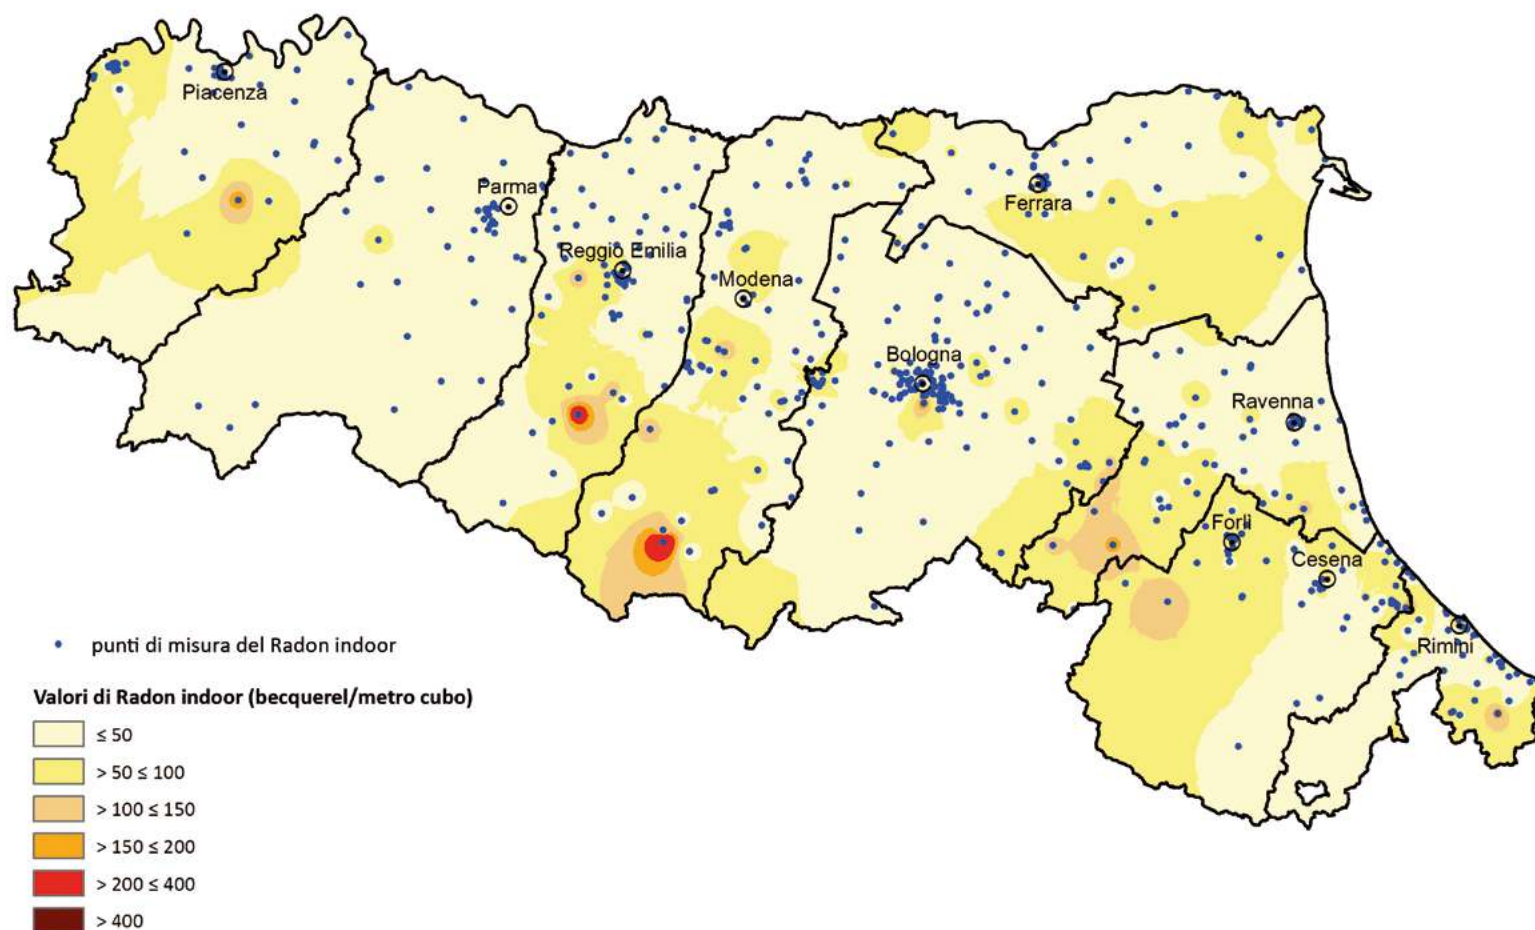 Piacenza
Parma
Reggio Emilia
Modena
Ferrara
Bologna
Ravenna
Forlì
Cesena
Rimini
punti di misura del Radon indoor
Valori di Radon indoor (becquerel/metro cubo)
≤ 50
> 50 ≤ 100
> 100 ≤ 150
> 150 ≤ 200
> 200 ≤ 400
> 400